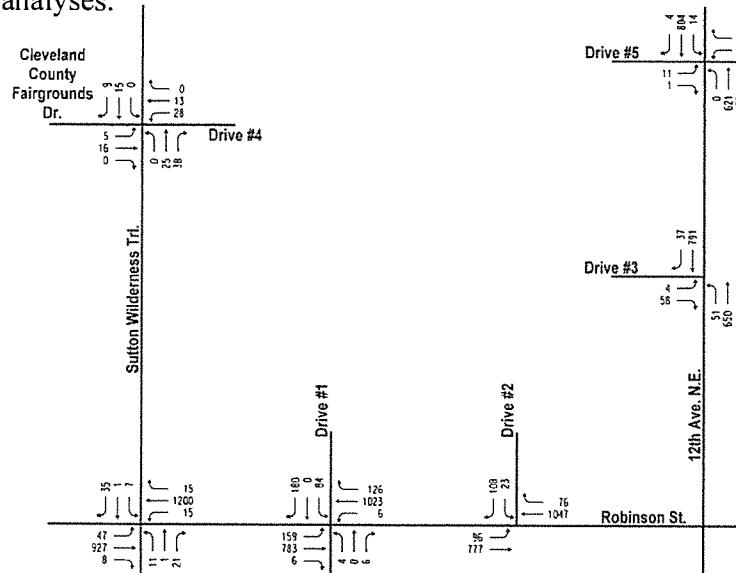 analyses.
Cleveland
County
Fairgrounds
Dr.
9 15 0
0
13
28
5
16
0
0 25 38
Drive #4
Drive #5
4 804 14
11
1
0 621
Drive #3
37 791
4
58
51 650
Sutton Wilderness Trl.
12th Ave. N.E.
Drive #1
Drive #2
35 1 7
15
1200
15
47
927
8
11 1 21
180 0 84
126
1023
6
159
783
6
4 0 6
108 23
76
1047
96
777
Robinson St.